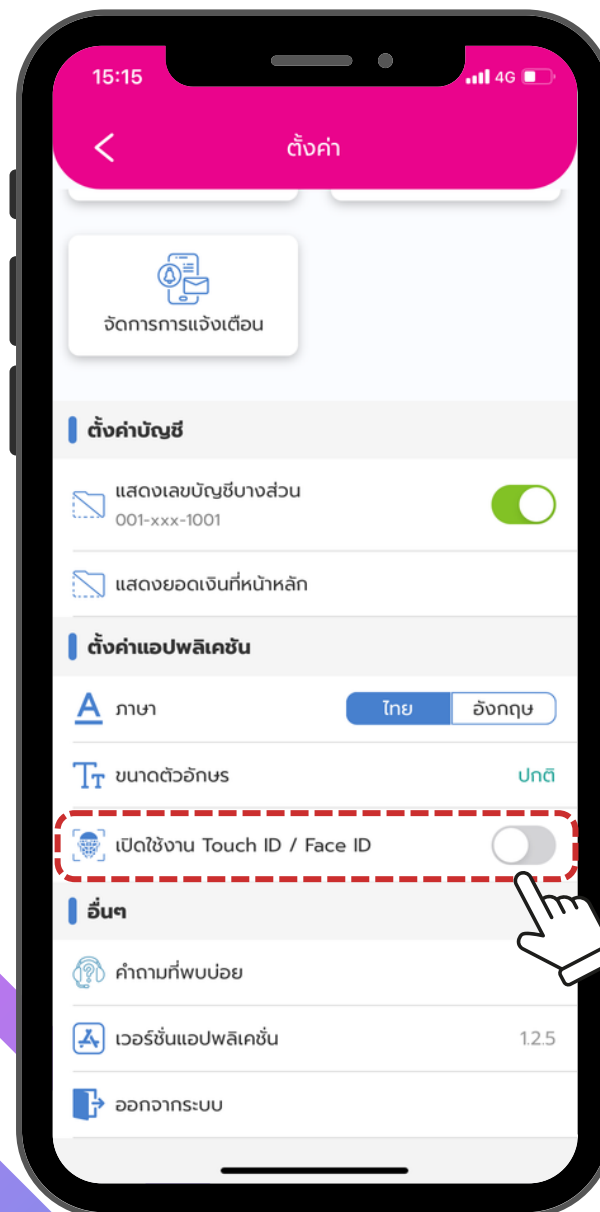 15:15
4G
ตั้งค่า
จัดการการแจ้งเตือน
ตั้งค่าบัญชี
แสดงเลขบัญชีบางส่วน
001-xxx-1001
แสดงยอดเงินที่หน้าหลัก
ตั้งค่าแอปพลิเคชัน
ภาษา ไทย อังกฤษ
ขนาดตัวอักษร ปกติ
เปิดใช้งาน Touch ID / Face ID
อื่นๆ
คำถามที่พบบ่อย
เวอร์ชั่นแอปพลิเคชั่น 1.2.5
ออกจากระบบ